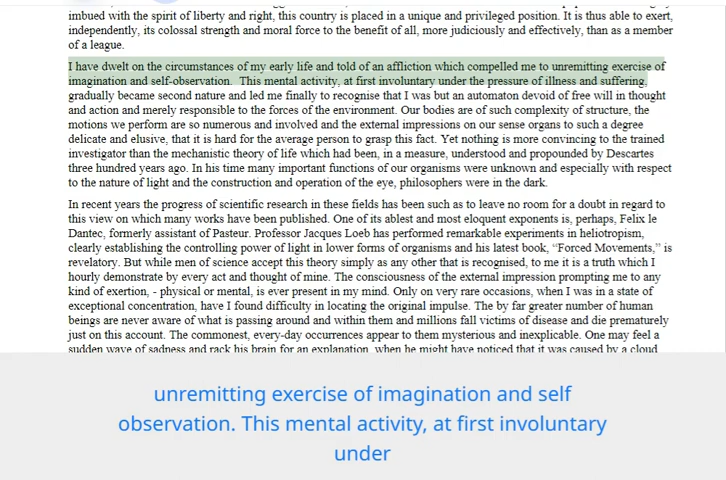 imbued with the spirit of liberty and right, this country is placed in a unique and privileged position. It is thus able to exert,
independently, its colossal strength and moral force to the benefit of all, more judiciously and effectively, than as a member
of a league.
I have dwelt on the circumstances of my early life and told of an affliction which compelled me to unremitting exercise of
imagination and self-observation. This mental activity, at first involuntary under the pressure of illness and suffering,
gradually became second nature and led me finally to recognise that I was but an automaton devoid of free will in thought
and action and merely responsible to the forces of the environment. Our bodies are of such complexity of structure, the
motions we perform are so numerous and involved and the external impressions on our sense organs to such a degree
delicate and elusive, that it is hard for the average person to grasp this fact. Yet nothing is more convincing to the trained
investigator than the mechanistic theory of life which had been, in a measure, understood and propounded by Descartes
three hundred years ago. In his time many important functions of our organisms were unknown and especially with respect
to the nature of light and the construction and operation of the eye, philosophers were in the dark.
In recent years the progress of scientific research in these fields has been such as to leave no room for a doubt in regard to
this view on which many works have been published. One of its ablest and most eloquent exponents is, perhaps, Felix le
Dantec, formerly assistant of Pasteur. Professor Jacques Loeb has performed remarkable experiments in heliotropism,
clearly establishing the controlling power of light in lower forms of organisms and his latest book, “Forced Movements,” is
revelatory. But while men of science accept this theory simply as any other that is recognised, to me it is a truth which I
hourly demonstrate by every act and thought of mine. The consciousness of the external impression prompting me to any
kind of exertion, - physical or mental, is ever present in my mind. Only on very rare occasions, when I was in a state of
exceptional concentration, have I found difficulty in locating the original impulse. The by far greater number of human
beings are never aware of what is passing around and within them and millions fall victims of disease and die prematurely
just on this account. The commonest, every-day occurrences appear to them mysterious and inexplicable. One may feel a
sudden wave of sadness and rack his brain for an explanation, when he might have noticed that it was caused by a cloud
unremitting exercise of imagination and self
observation. This mental activity, at first involuntary
under